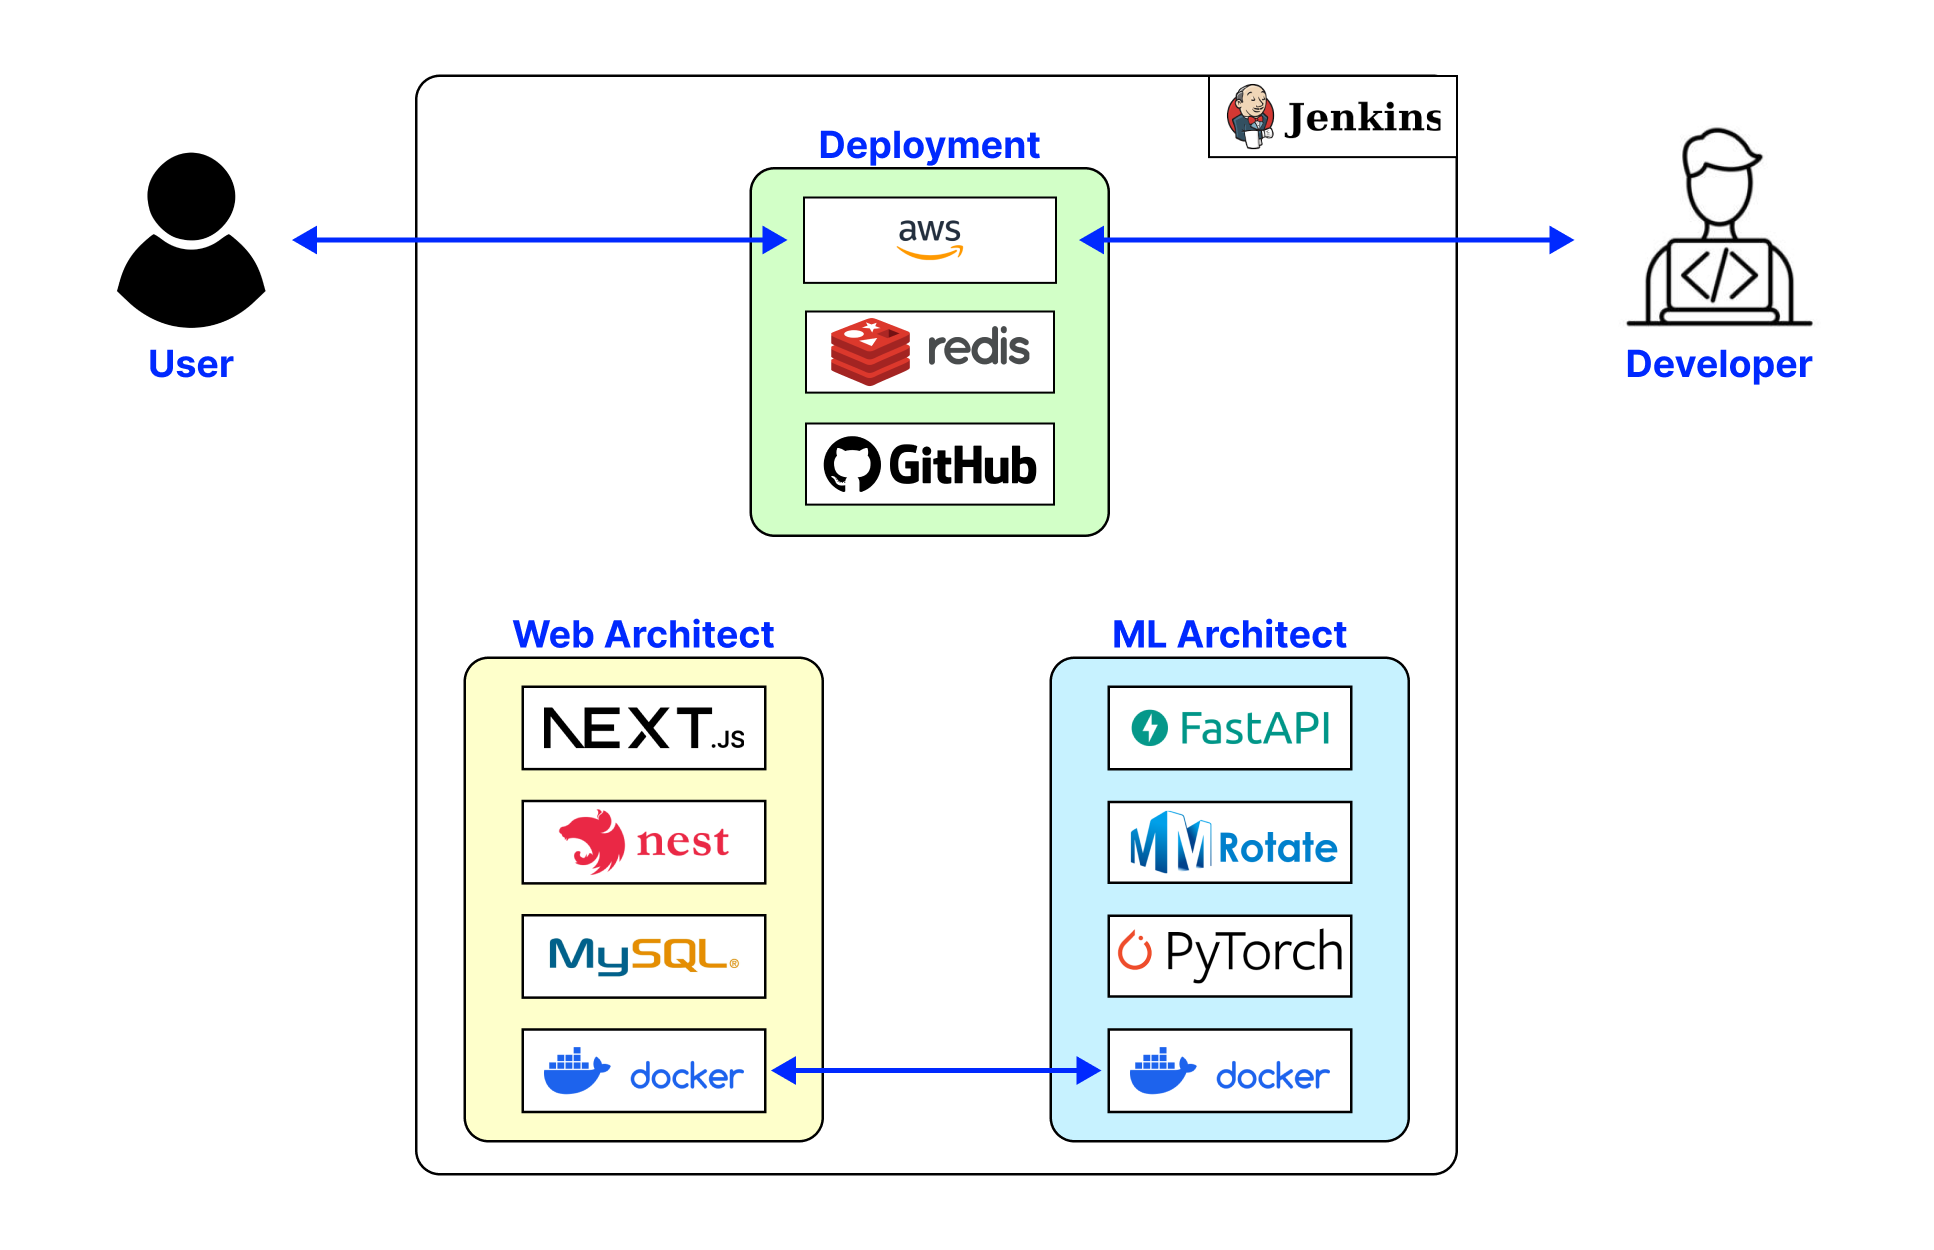 Jenkins
Deployment
aws
redis
GitHub
User
Developer
Web Architect
NEXT.JS
nest
MySQL®
docker
ML Architect
FastAPI
MMRotate
PyTorch
docker